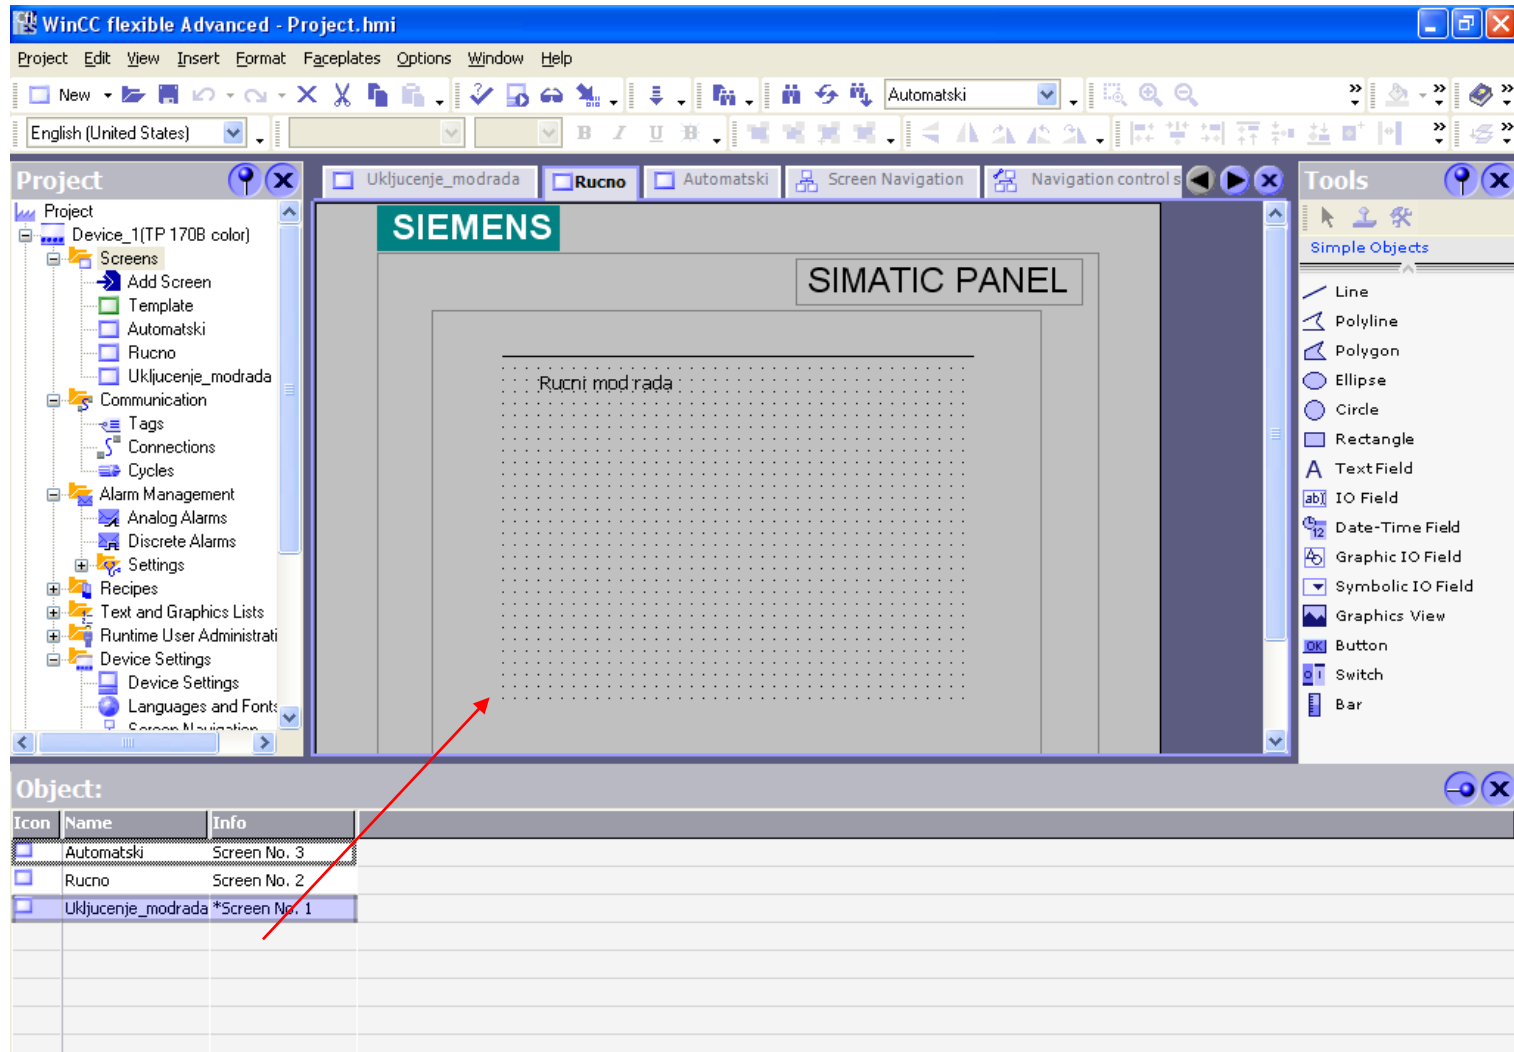 WinCC flexible Advanced - Project.hmi
Project Edit View Insert Format Faceplates Options Window Help
New Automatski
English (United States) B I U
Project
Project
Device_1(TP 170B color)
Screens
Add Screen
Template
Automatski
Rucno
Ukljucenje_modrada
Communication
Tags
Connections
Cycles
Alarm Management
Analog Alarms
Discrete Alarms
Settings
Recipes
Text and Graphics Lists
Runtime User Administrati
Device Settings
Device Settings
Languages and Fonts
Screen Navigation
Ukljucenje_modrada Rucno Automatski Screen Navigation Navigation control s
SIEMENS
SIMATIC PANEL
Rucni mod rada
Tools
Simple Objects
Line
Polyline
Polygon
Ellipse
Circle
Rectangle
A TextField
IO Field
Date-Time Field
Graphic IO Field
Symbolic IO Field
Graphics View
OK Button
Switch
Bar
Object:
Icon Name Info
Automatski Screen No. 3
Rucno Screen No. 2
Ukljucenje_modrada *Screen No. 1